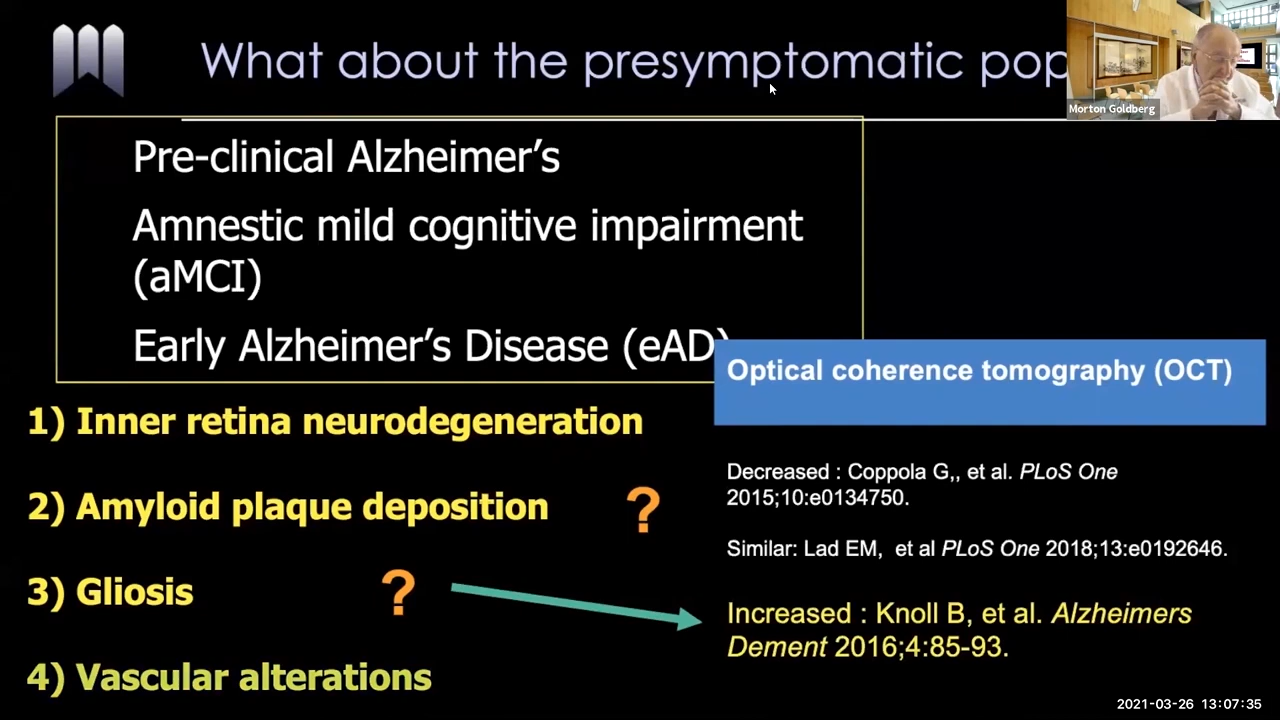 What about the presymptomatic pop
Morton Goldberg
Pre-clinical Alzheimer’s
Amnestic mild cognitive impairment
(aMCI)
Early Alzheimer’s Disease (eAD)
Optical coherence tomography (OCT)
1) Inner retina neurodegeneration
Decreased : Coppola G,, et al. PLoS One
2015;10:e0134750.
2) Amyloid plaque deposition ?
Similar: Lad EM, et al PLoS One 2018;13:e0192646.
3) Gliosis ?
Increased : Knoll B, et al. Alzheimers
Dement 2016;4:85-93.
4) Vascular alterations
2021-03-26 13:07:35